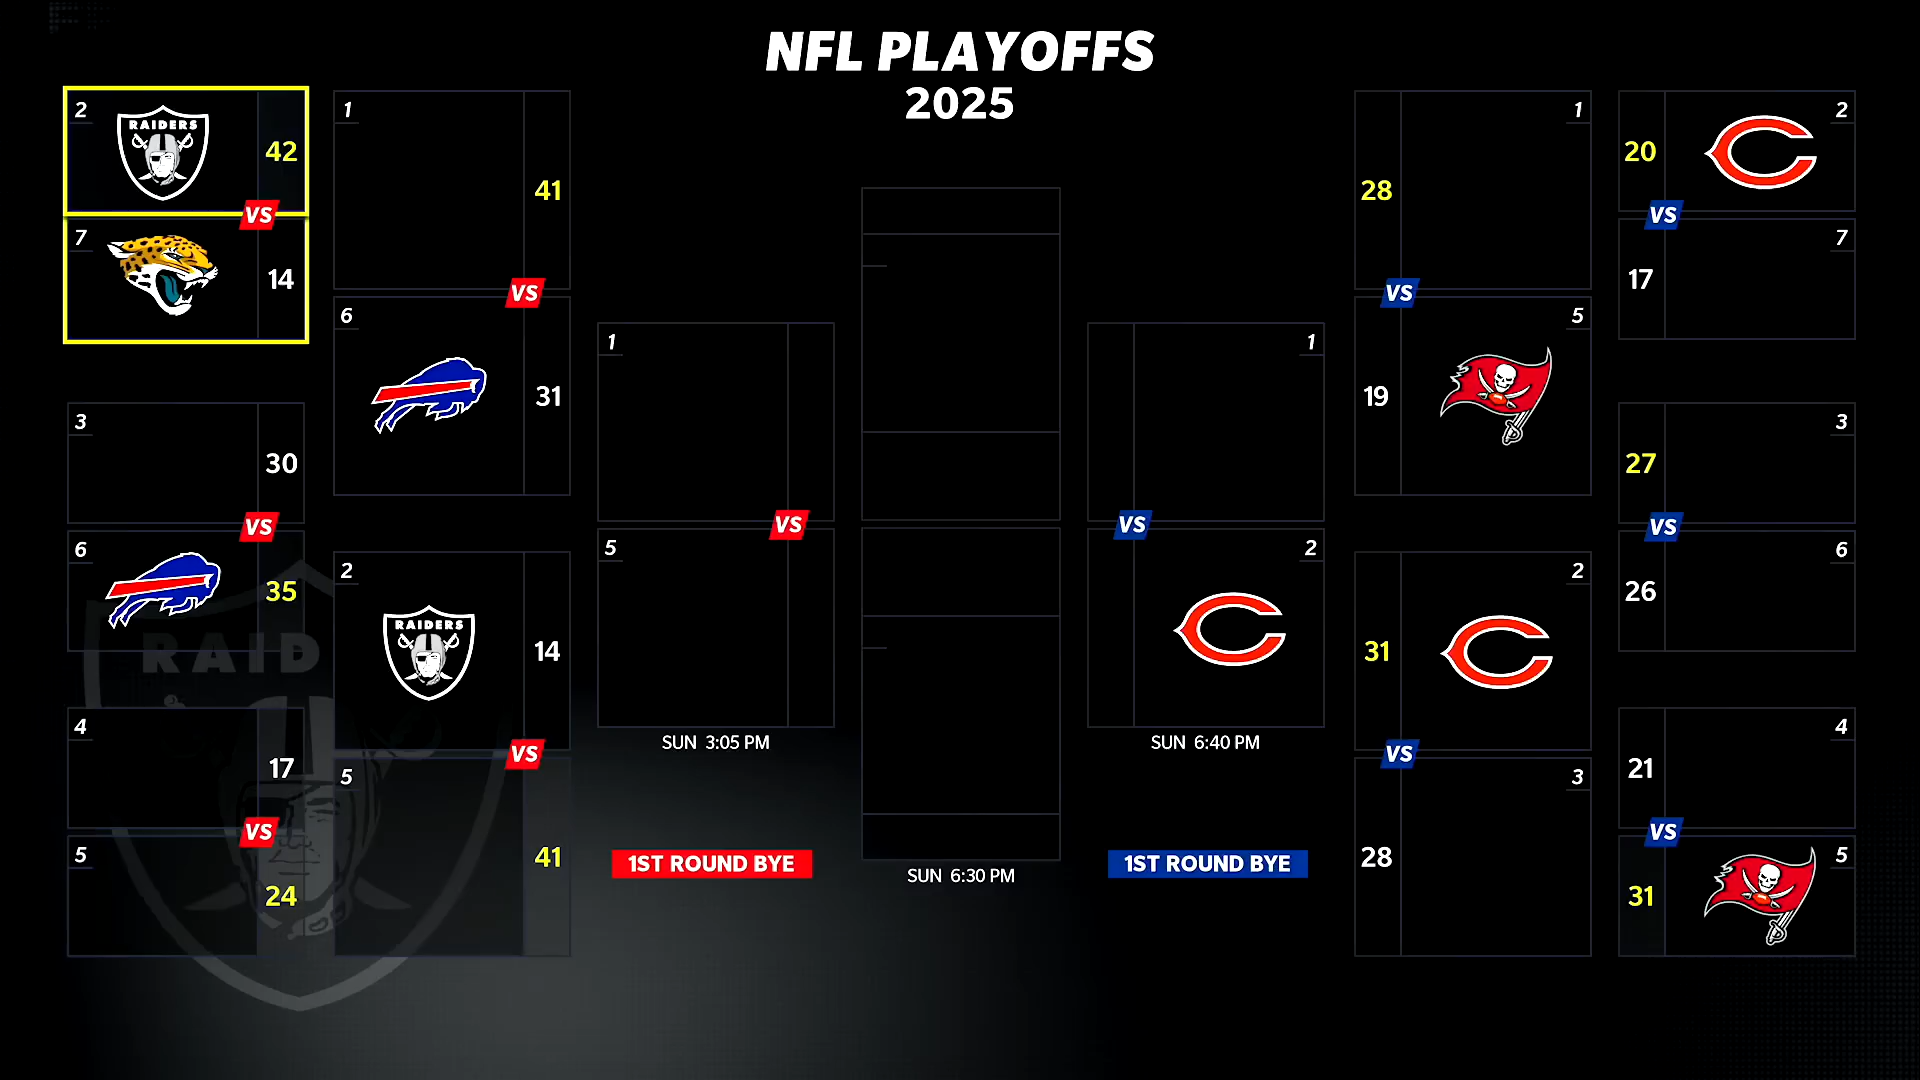 NFL PLAYOFFS
2025
2
RAIDERS
42
VS
7
14
3
30
VS
6
35
4
17
VS
5
24
RAID
1
41
VS
6
31
2
RAIDERS
14
VS
5
41
1
VS
5
SUN 3:05 PM
1ST ROUND BYE
SUN 6:30 PM
1
VS
2
SUN 6:40 PM
1ST ROUND BYE
1
28
VS
5
19
2
31
VS
3
28
2
20
VS
7
17
3
27
VS
6
26
4
21
VS
5
31